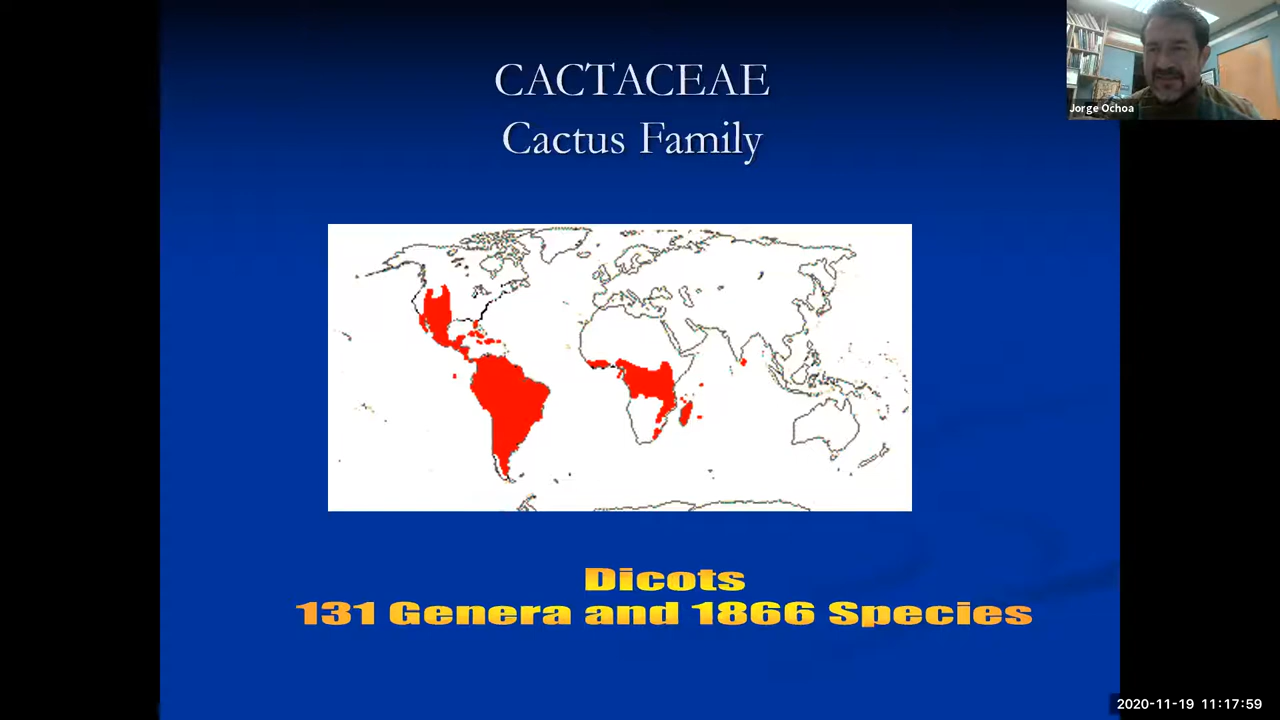 CACTACEAE
Cactus Family
Jorge Ochoa
Dicots
131 Genera and 1866 Species
2020-11-19 11:17:59